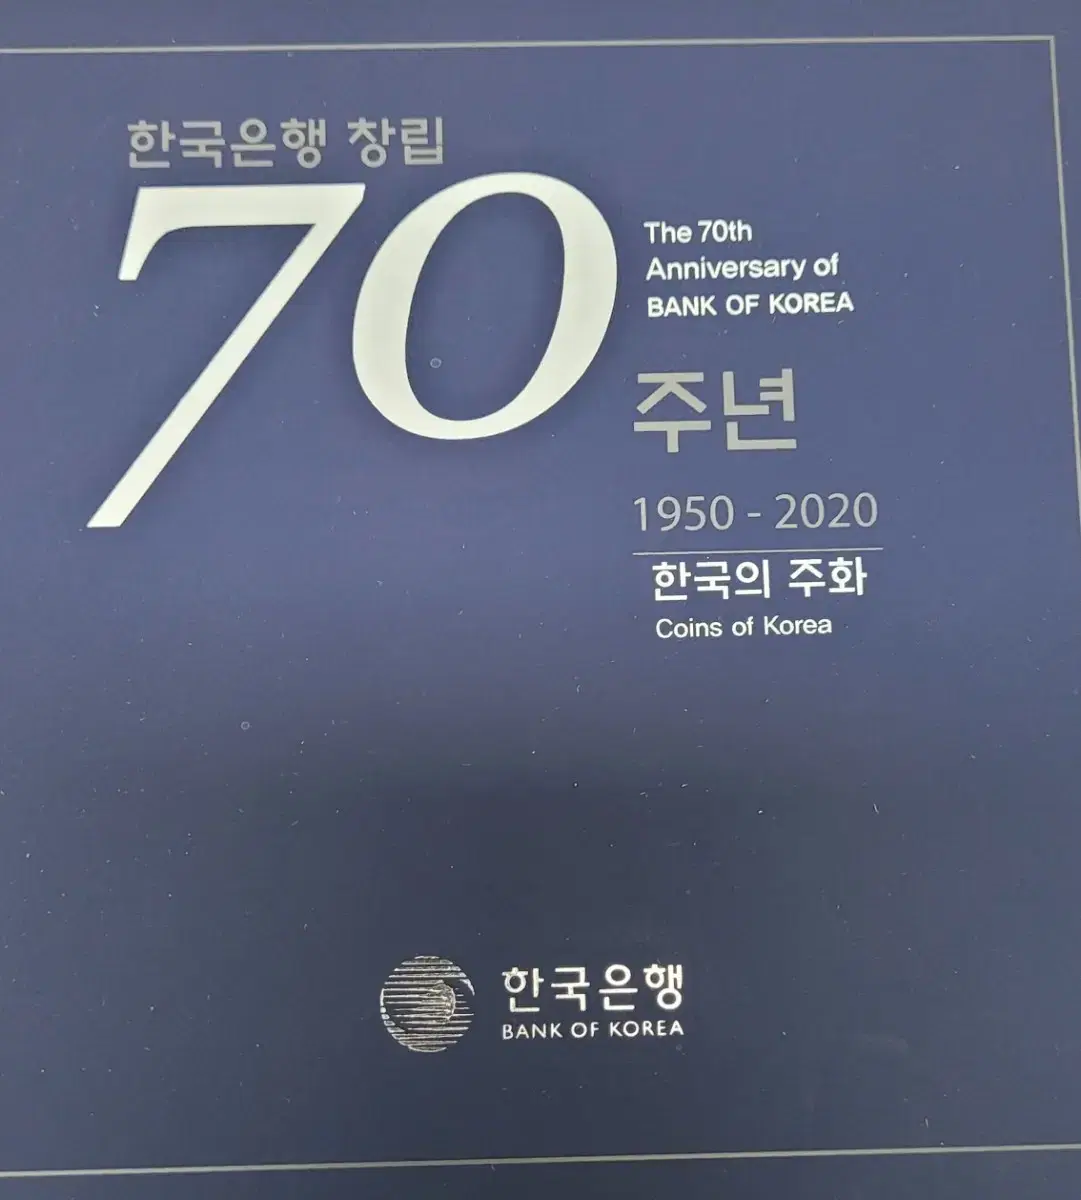 한국은행 창립
70
The 70th
Anniversary of
BANK OF KOREA
주년
1950 - 2020
한국의 주화
Coins of Korea
한국은행
BANK OF KOREA